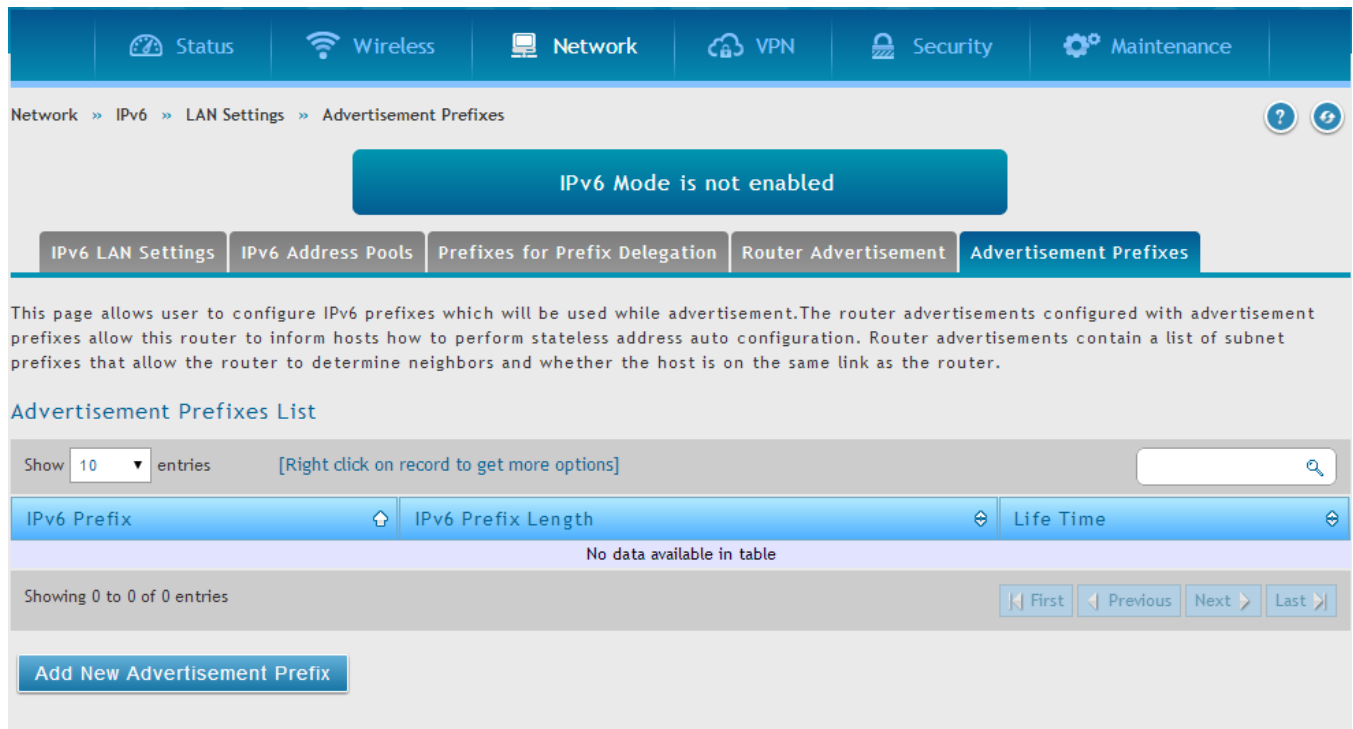 Status Wireless Network VPN Security Maintenance
Network » IPv6 » LAN Settings » Advertisement Prefixes
IPv6 Mode is not enabled
IPv6 LAN Settings IPv6 Address Pools Prefixes for Prefix Delegation Router Advertisement Advertisement Prefixes
This page allows user to configure IPv6 prefixes which will be used while advertisement.The router advertisements configured with advertisement
prefixes allow this router to inform hosts how to perform stateless address auto configuration. Router advertisements contain a list of subnet
prefixes that allow the router to determine neighbors and whether the host is on the same link as the router.
Advertisement Prefixes List
Show 10 entries [Right click on record to get more options]
IPv6 Prefix IPv6 Prefix Length Life Time
No data available in table
Showing 0 to 0 of 0 entries First Previous Next Last
Add New Advertisement Prefix